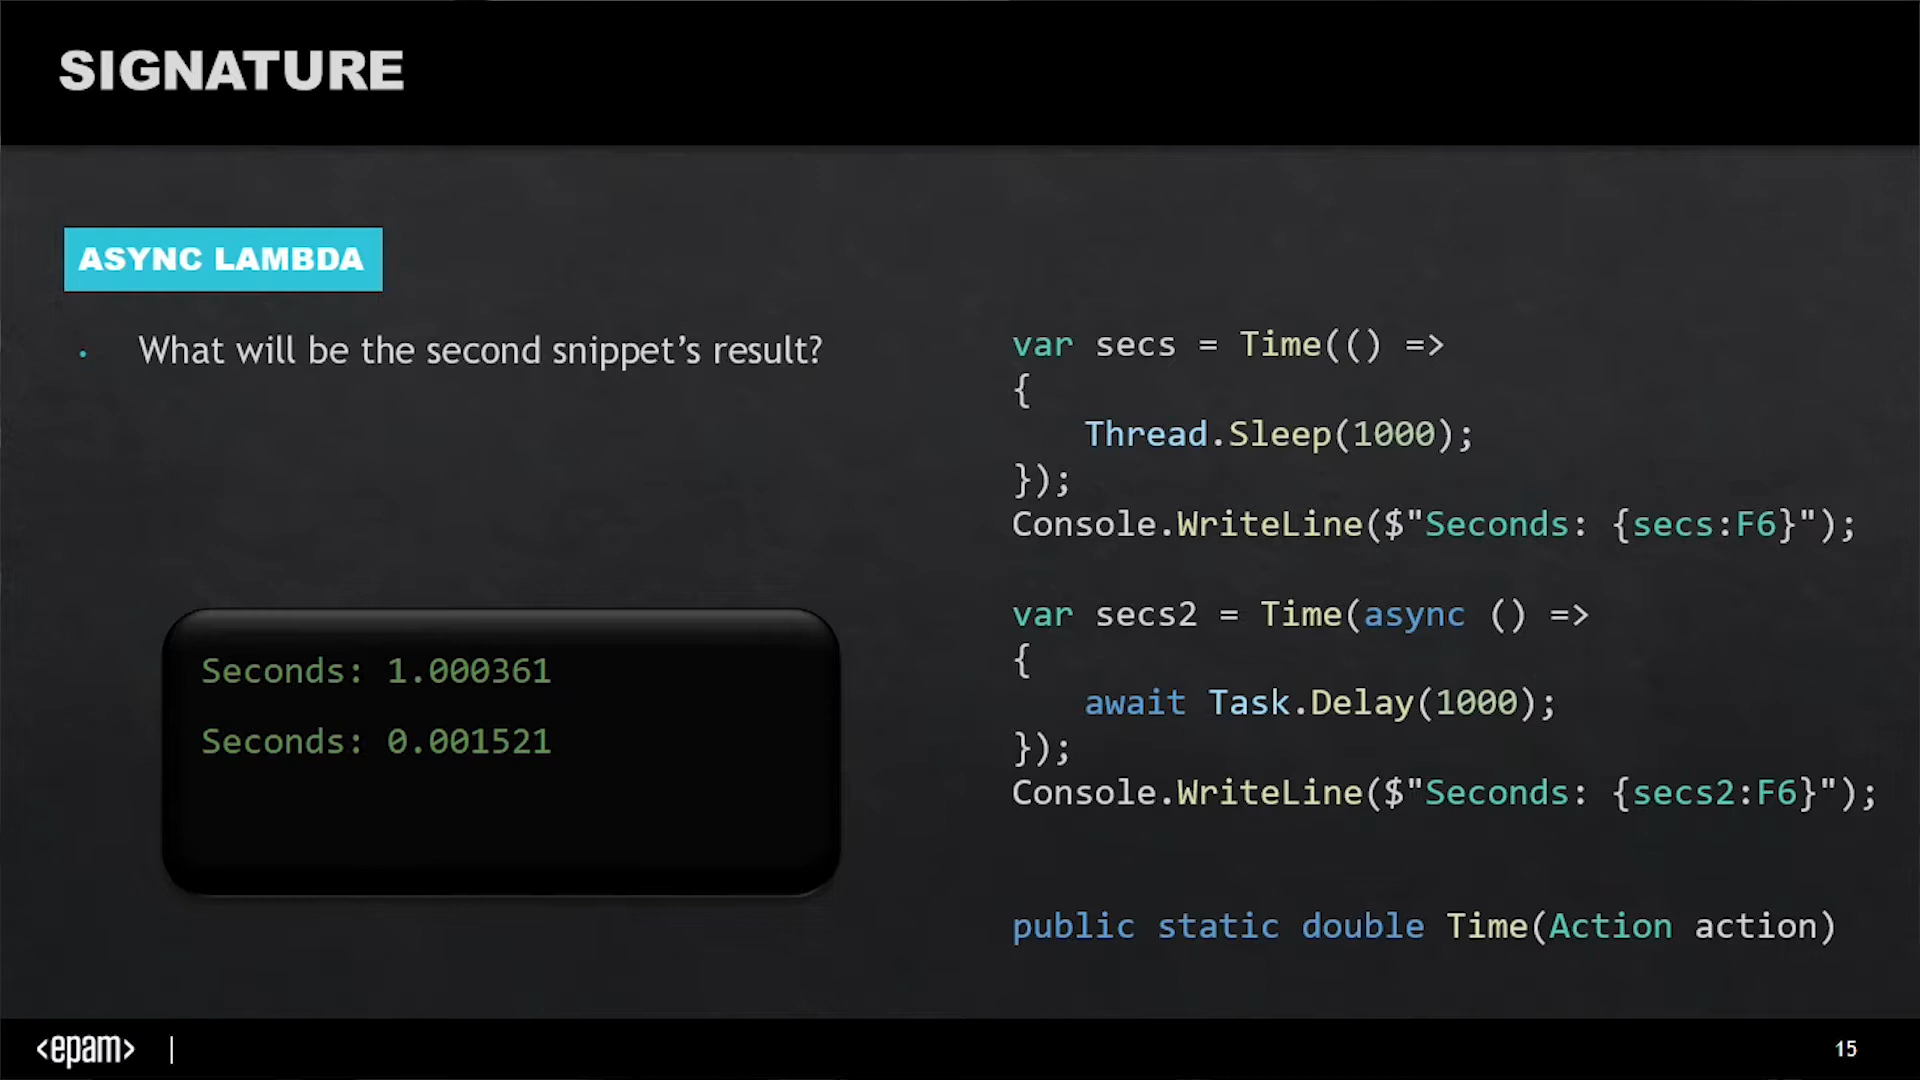 SIGNATURE
ASYNC LAMBDA
· What will be the second snippet’s result?
Seconds: 1.000361
Seconds: 0.001521
var secs = Time(() =>
{
Thread.Sleep(1000);
});
Console.WriteLine($"Seconds: {secs:F6}");
var secs2 = Time(async () =>
{
await Task.Delay(1000);
});
Console.WriteLine($"Seconds: {secs2:F6}");
public static double Time(Action action)
<epam> |
15